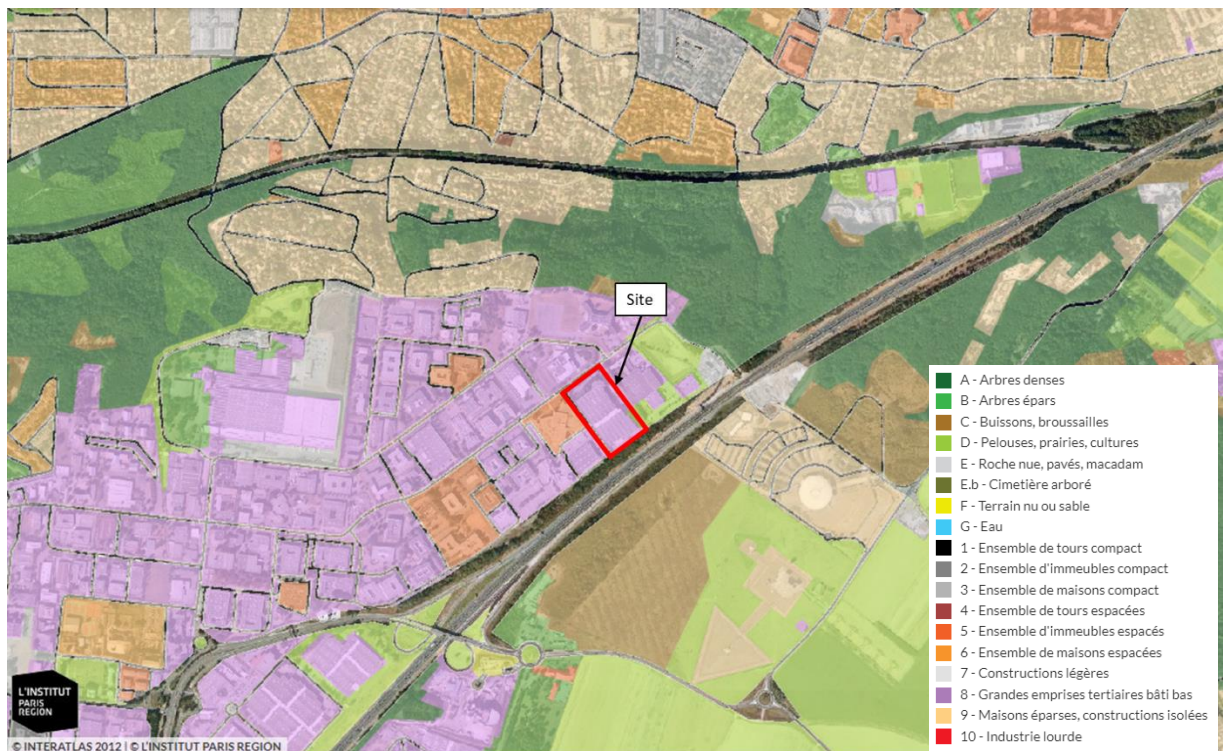 Site
A - Arbres denses
B - Arbres épars
C - Buissons, broussailles
D - Pelouses, prairies, cultures
E - Roche nue, pavés, macadam
E.b - Cimetière arboré
F - Terrain nu ou sable
G - Eau
1 - Ensemble de tours compact
2 - Ensemble d'immeubles compact
3 - Ensemble de maisons compact
4 - Ensemble de tours espacées
5 - Ensemble d'immeubles espacés
6 - Ensemble de maisons espacées
7 - Constructions légères
8 - Grandes emprises tertiaires bâti bas
9 - Maisons éparses, constructions isolées
10 - Industrie lourde
L'INSTITUT
PARIS
REGION
© INTERATLAS 2012 | © L'INSTITUT PARIS REGION